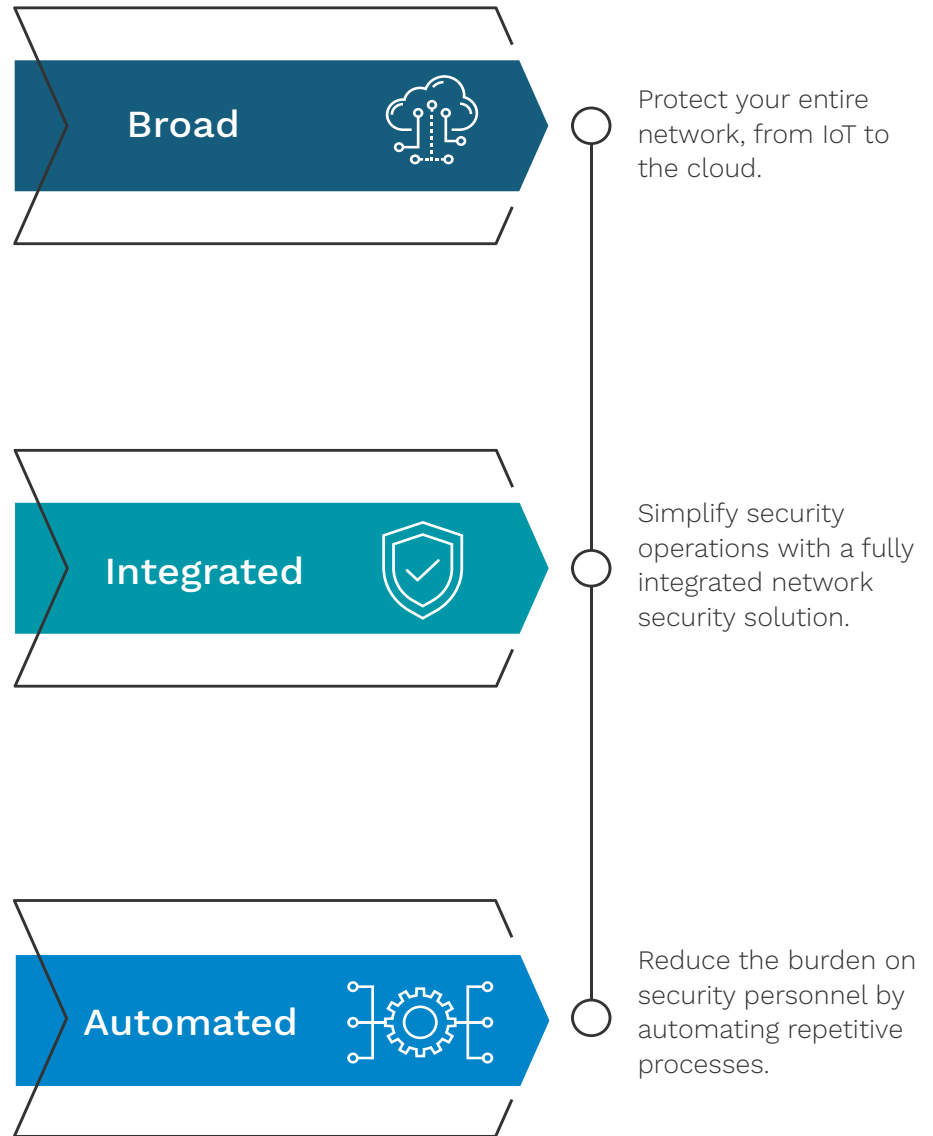 Broad
Protect your entire
network, from IoT to
the cloud.
Integrated
Simplify security
operations with a fully
integrated network
security solution.
Automated
Reduce the burden on
security personnel by
automating repetitive
processes.